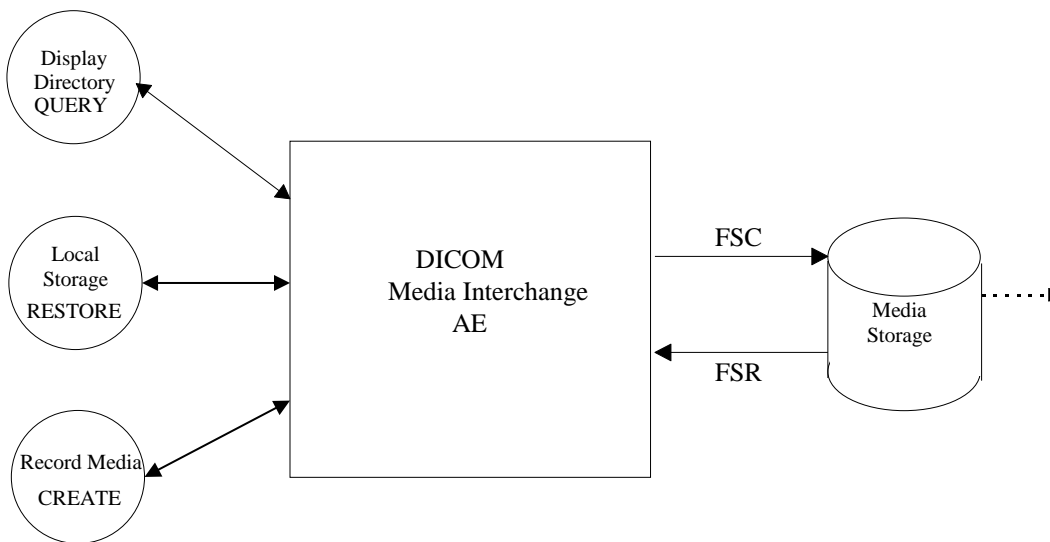 Display
Directory
QUERY
Local
Storage
RESTORE
Record Media
CREATE
DICOM
Media Interchange
AE
FSC
FSR
Media
Storage